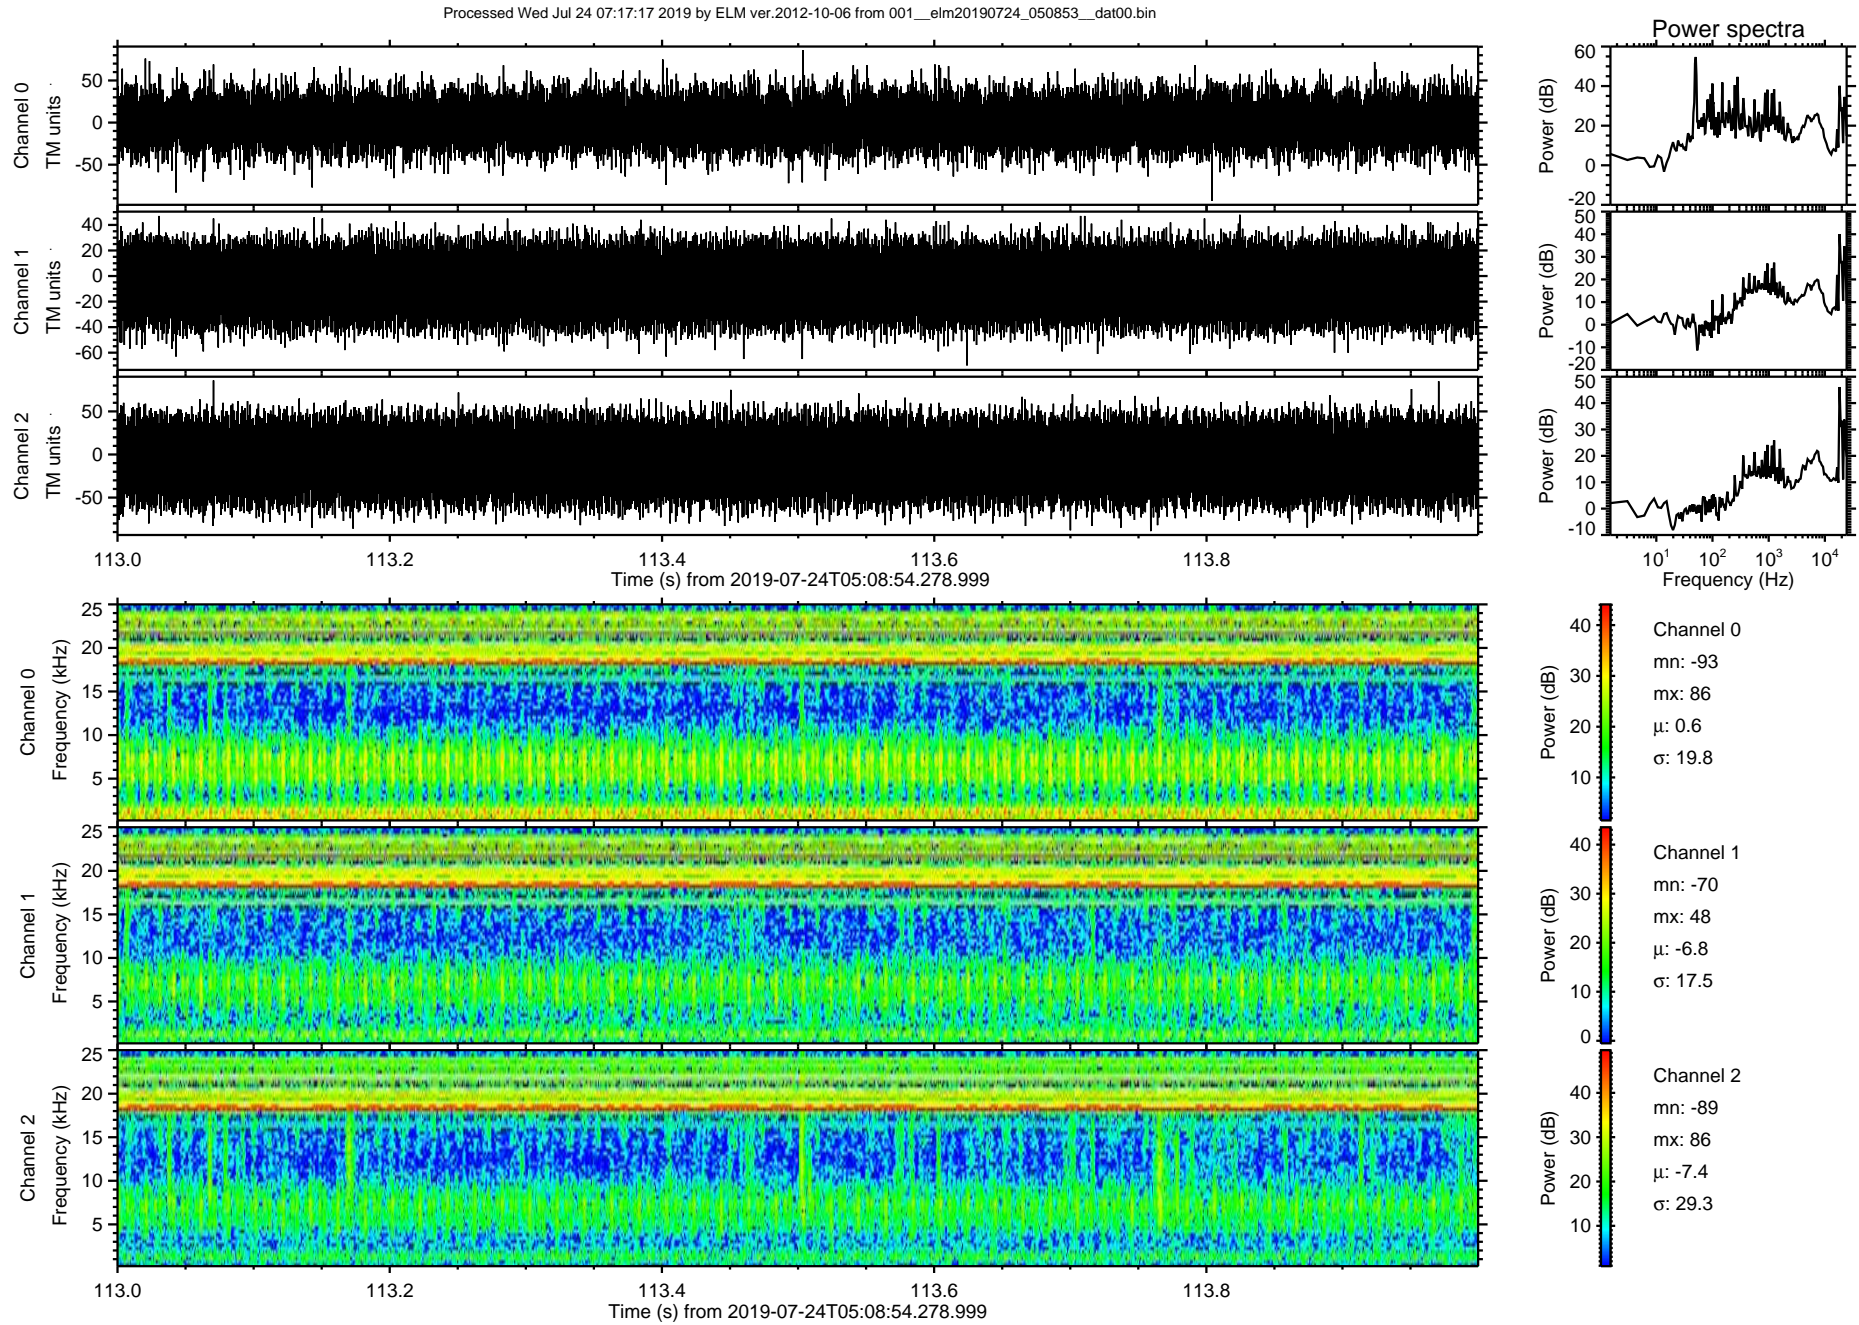 Processed Wed Jul 24 07:17:17 2019 by ELM ver.2012-10-06 from 001__elm20190724_050853__dat00.bin
Power spectra
Channel 0
TM units
50
0
-50
Power (dB)
60
40
20
0
-20
Channel 1
TM units
40
20
0
-20
-40
-60
Power (dB)
50
40
30
20
10
0
-10
-20
Channel 2
TM units
50
0
-50
Power (dB)
50
40
30
20
10
0
-10
113.0 113.2 113.4 113.6 113.8
Time (s) from 2019-07-24T05:08:54.278.999
10¹ 10² 10³ 10⁴
Frequency (Hz)
Channel 0
Frequency (kHz)
25
20
15
10
5
Power (dB)
40
30
20
10
Channel 0
mn: -93
mx: 86
µ: 0.6
σ: 19.8
Channel 1
Frequency (kHz)
25
20
15
10
5
Power (dB)
40
30
20
10
0
Channel 1
mn: -70
mx: 48
µ: -6.8
σ: 17.5
Channel 2
Frequency (kHz)
25
20
15
10
5
Power (dB)
40
30
20
10
Channel 2
mn: -89
mx: 86
µ: -7.4
σ: 29.3
113.0 113.2 113.4 113.6 113.8
Time (s) from 2019-07-24T05:08:54.278.999